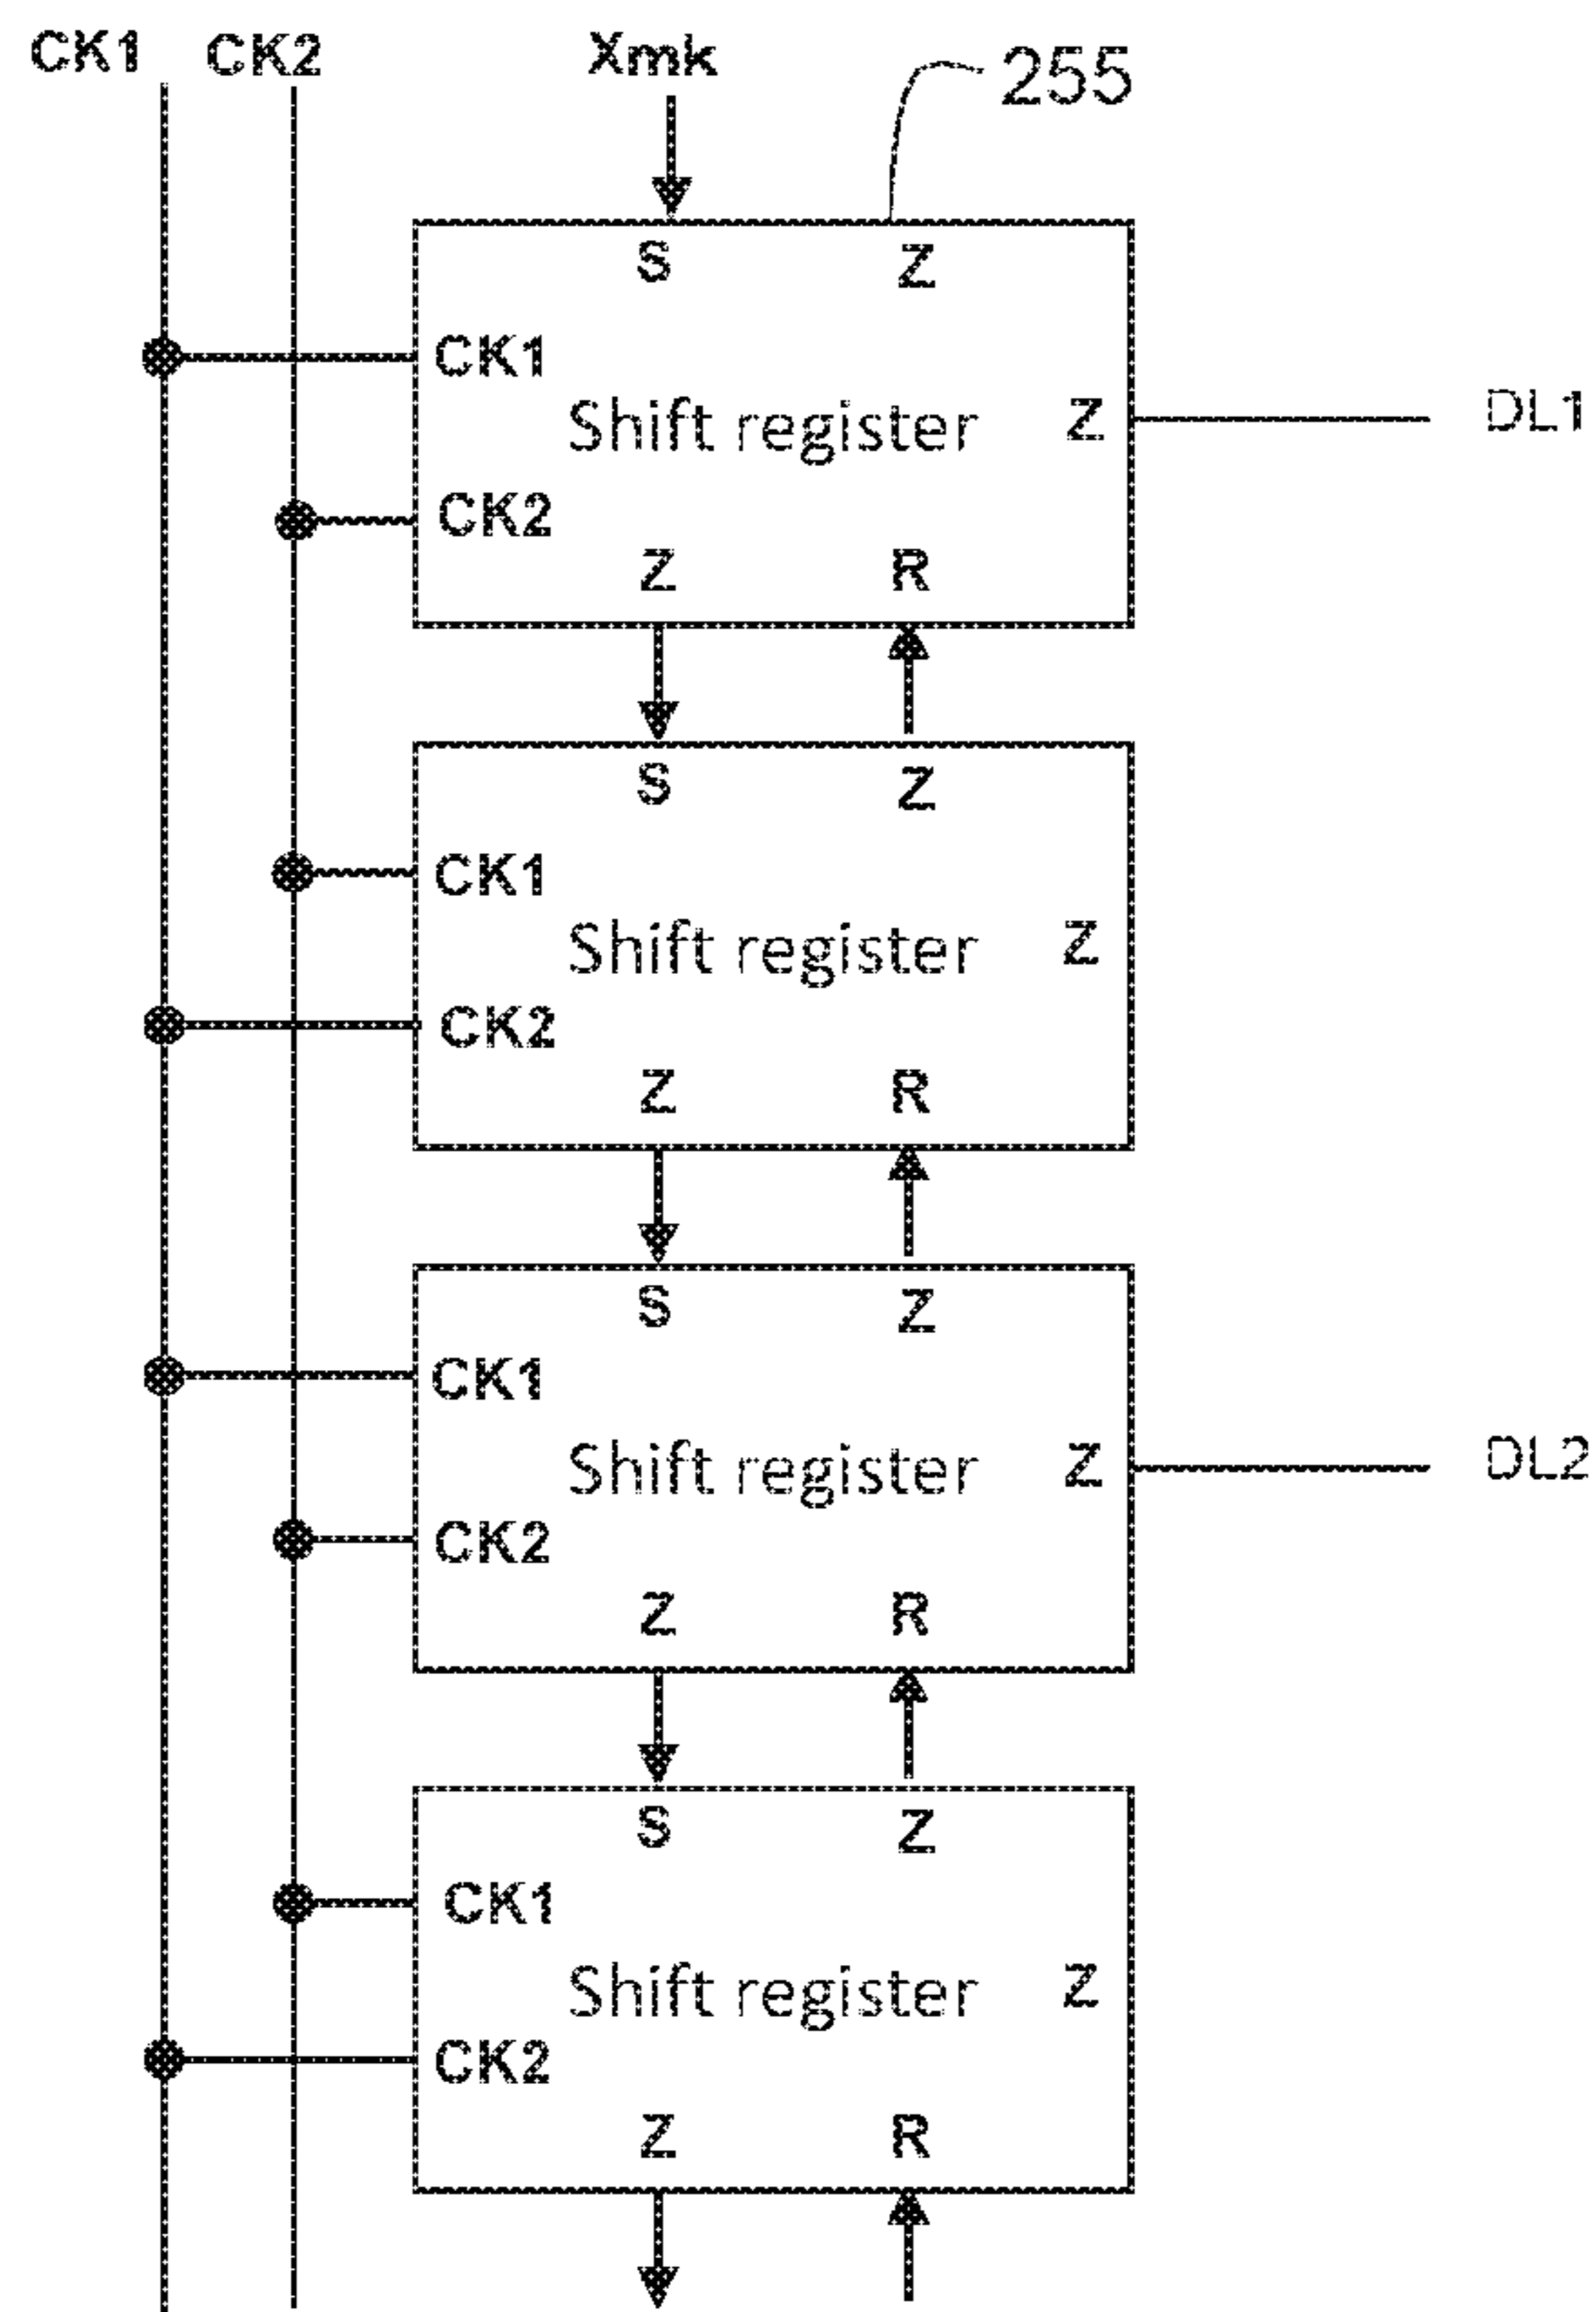 CK1 CK2 Xmk 255
S Z
CK1
Shift register Z DL1
CK2
Z R
S Z
CK1
Shift register Z
CK2
Z R
S Z
CK1
Shift register Z DL2
CK2
Z R
S Z
CK1
Shift register Z
CK2
Z R